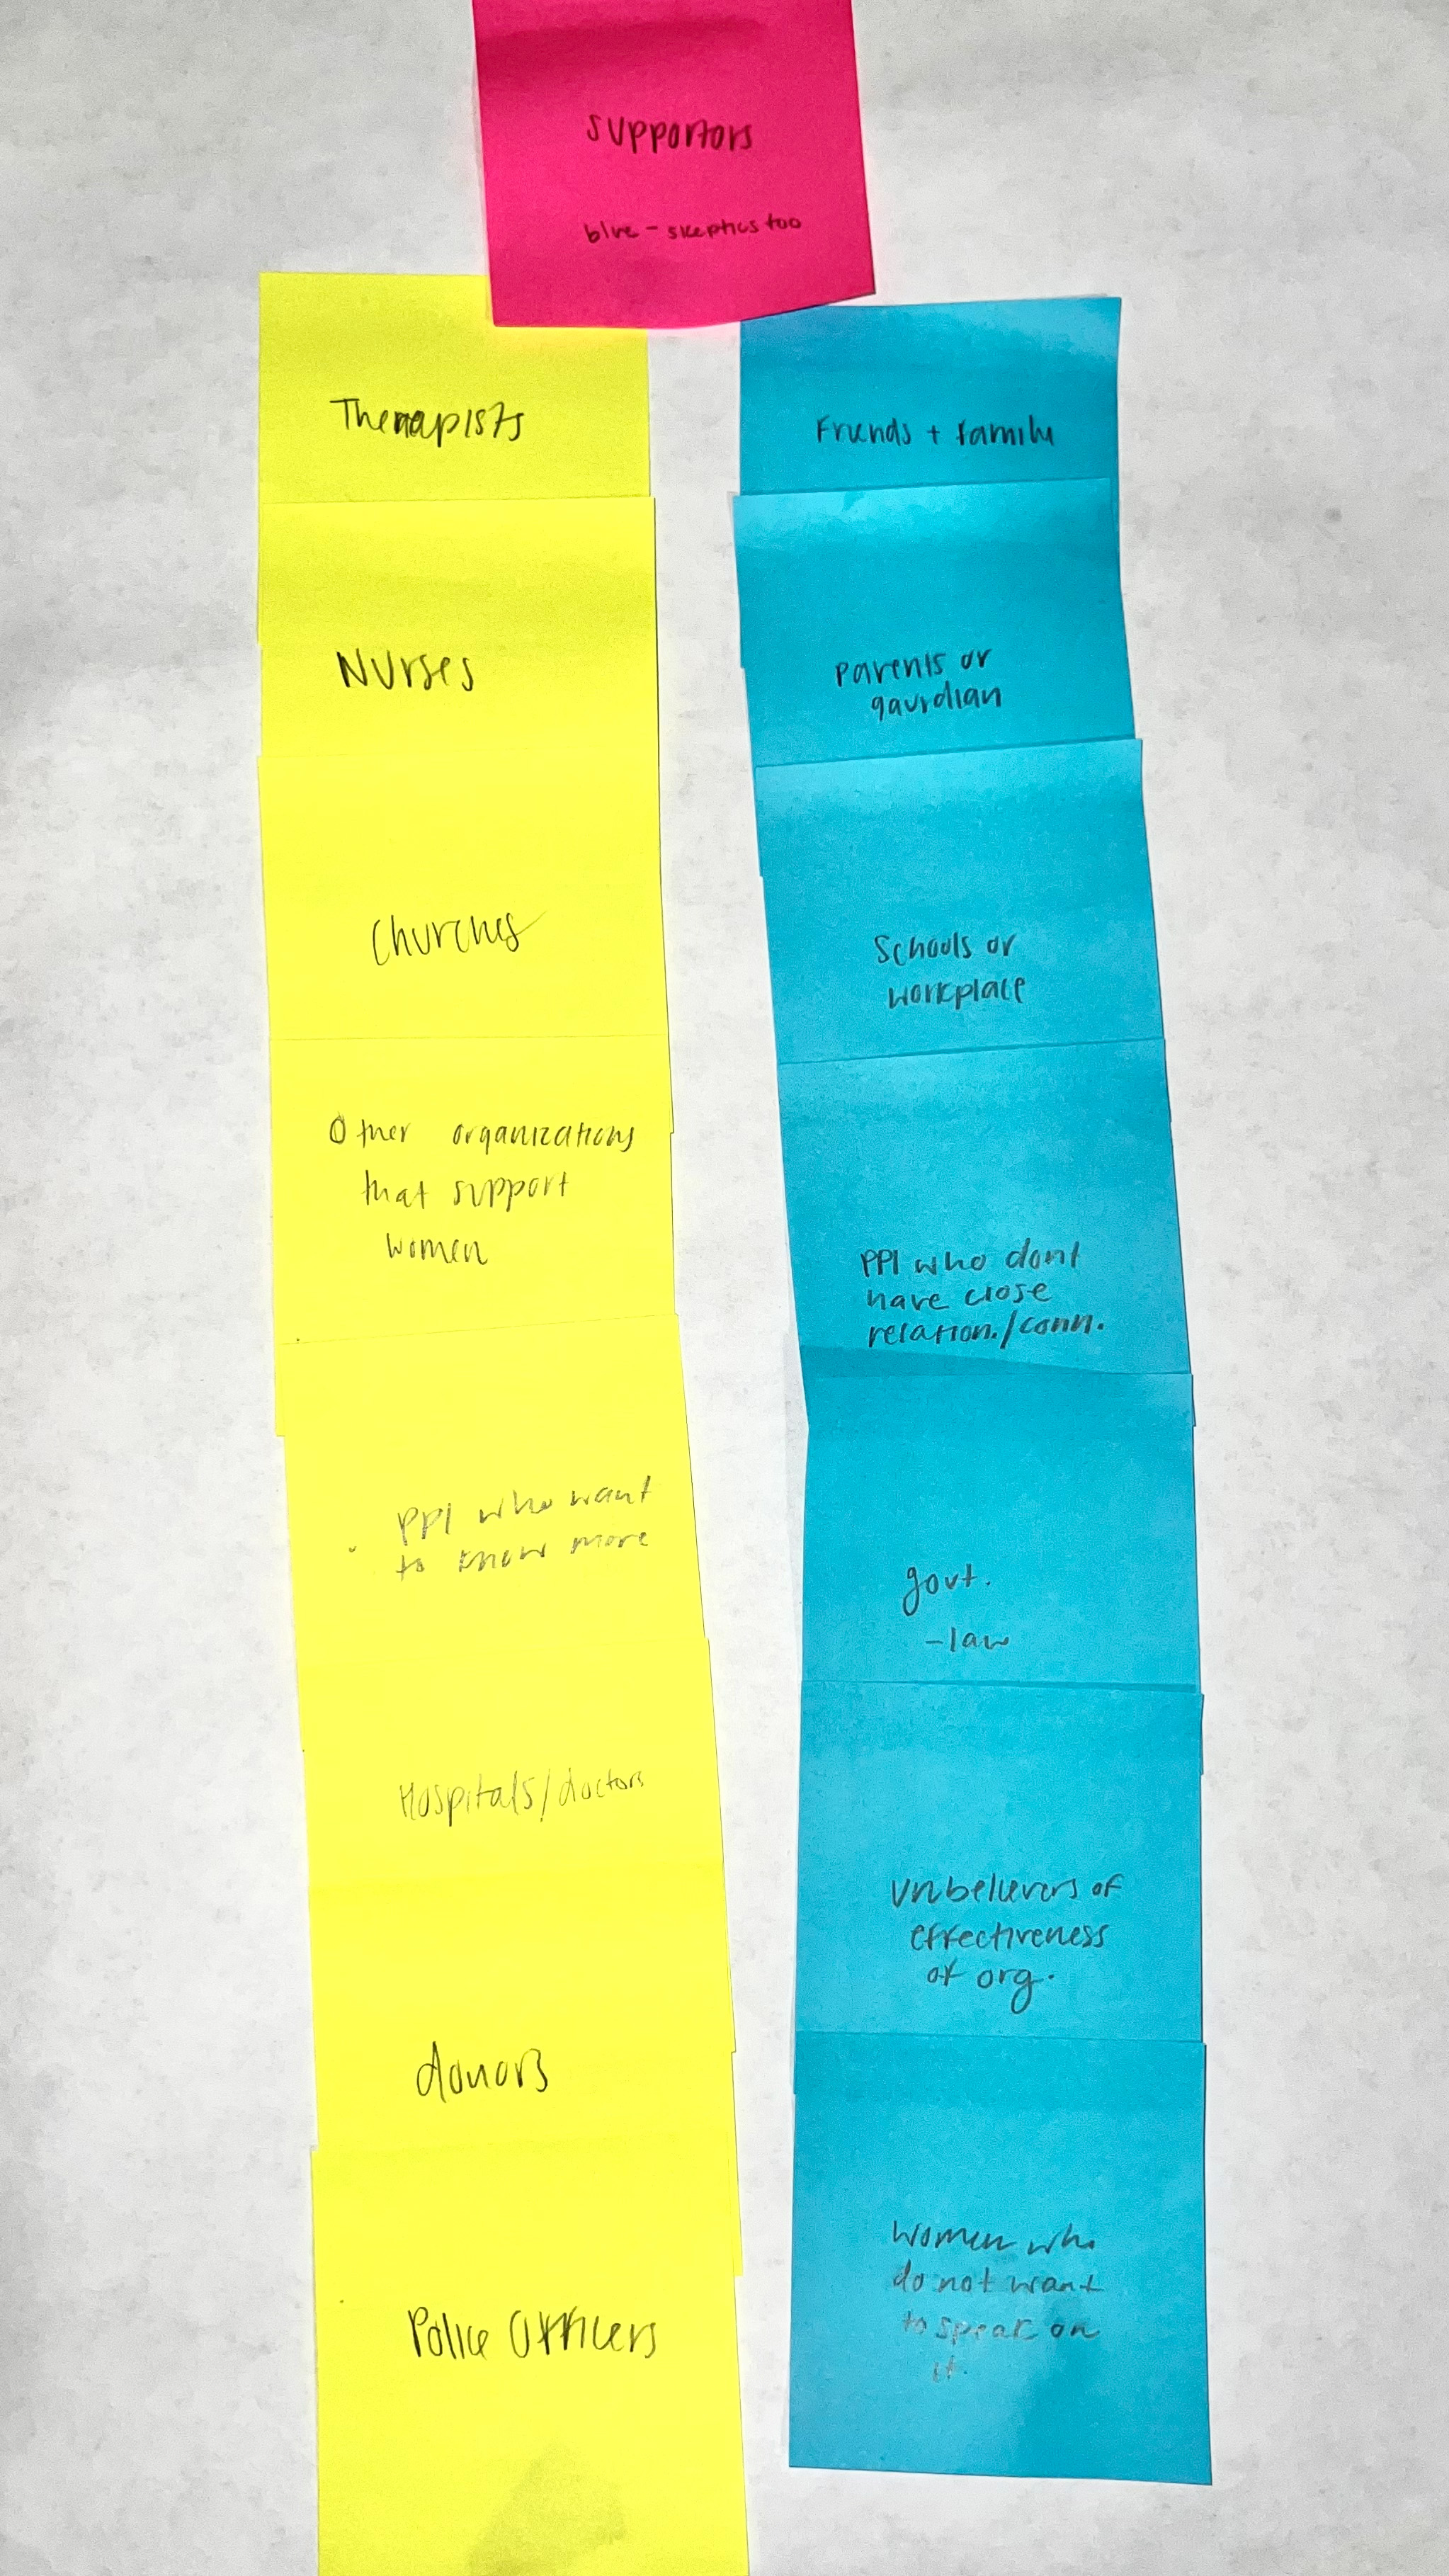 Supportors
blue - skeptics too
Therapists
Nurses
Churches
Other organizations
that support
women
PPl who want
to know more
Hospitals/doctors
donors
Police Officers
Friends + family
Parents or
gaurdian
Schools or
workplace
PPl who dont
have close
relation./conn.
govt.
- law
Unbelievers of
effectiveness
of org.
Women who
do not want
to speak on
it.